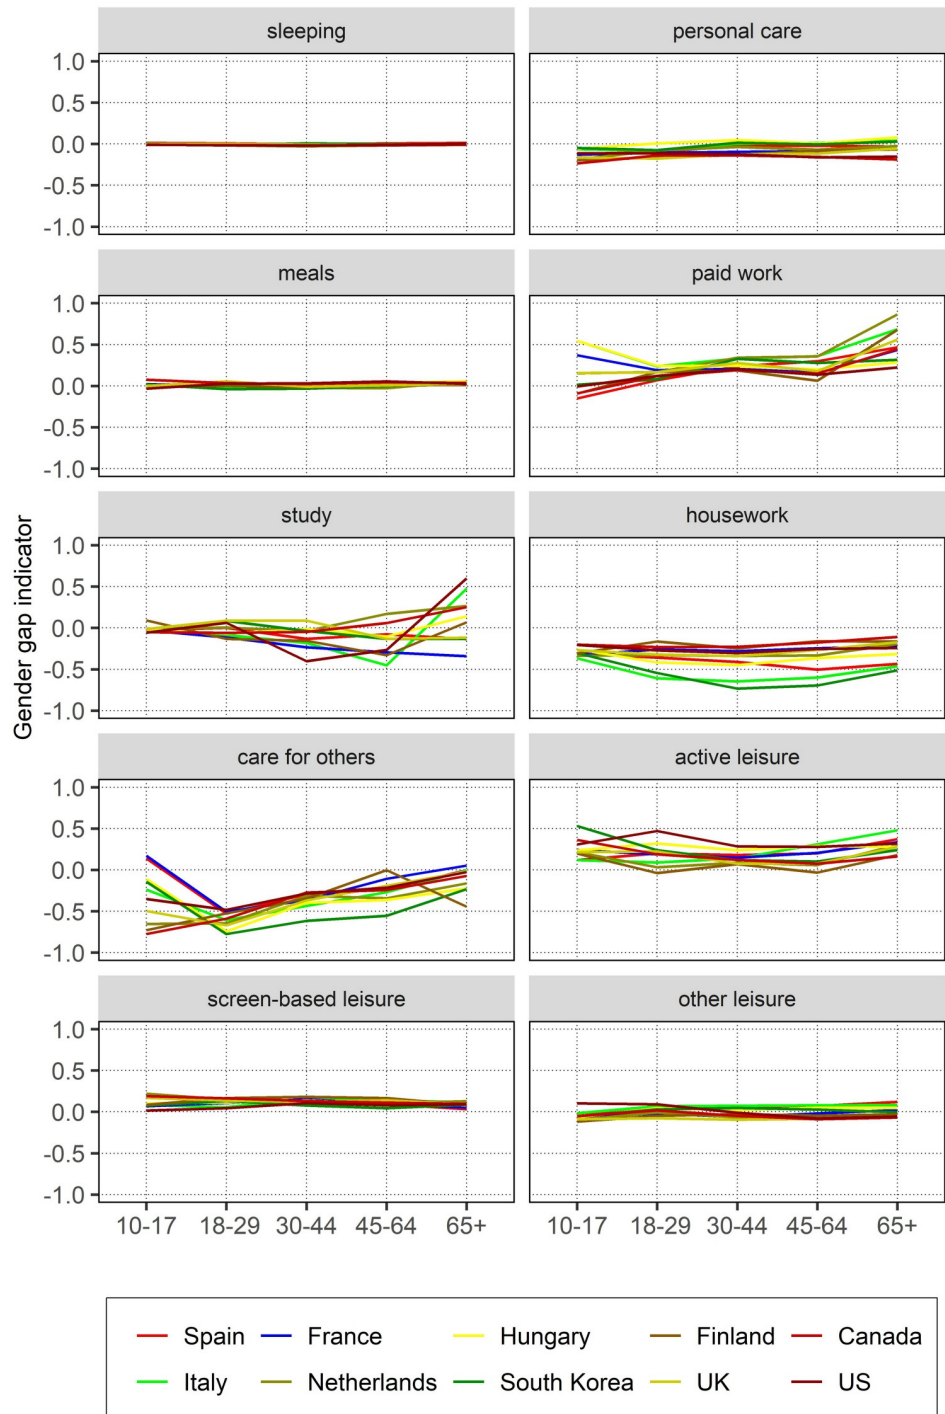 sleeping personal care
1.0
0.5
0.0
-0.5
-1.0
meals paid work
1.0
0.5
0.0
-0.5
-1.0
study housework
1.0
0.5
0.0
-0.5
-1.0
Gender gap indicator
care for others active leisure
1.0
0.5
0.0
-0.5
-1.0
screen-based leisure other leisure
1.0
0.5
0.0
-0.5
-1.0
10-17 18-29 30-44 45-64 65+ 10-17 18-29 30-44 45-64 65+
Spain France Hungary Finland Canada
Italy Netherlands South Korea UK US